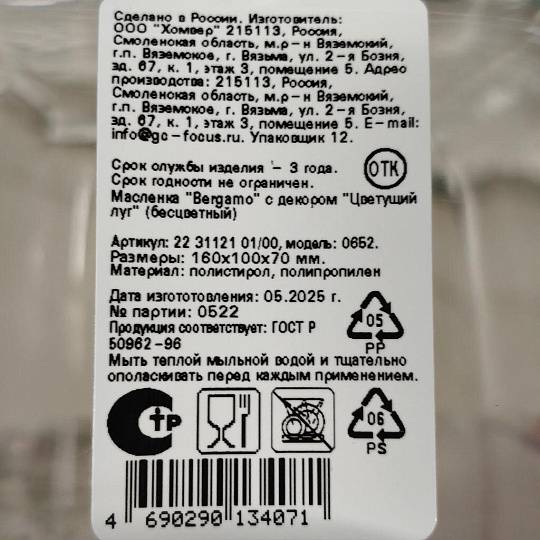 Сделано в России. Изготовитель:
ООО "Хомвер" 215113, Россия,
Смоленская область, м.р-н Вяземский,
г.п. Вяземское, г. Вязьма, ул. 2-я Бозня,
зд. 67, к. 1, этаж 3, помещение 5. Адрес
производства: 215113, Россия,
Смоленская область, м.р-н Вяземский,
г.п. Вяземское, г. Вязьма, ул. 2-я Бозня,
зд. 67, к. 1, этаж 3, помещение 5. E-mail:
info@gc-focus.ru. Упаковщик 12.
Срок службы изделия - 3 года.
ОТК
Срок годности не ограничен.
Масленка "Bergamo" с декором "Цветущий
луг" (бесцветный)
Артикул: 22 31121 01/00, модель: 0652.
Размеры: 160х100х70 мм.
Материал: полистирол, полипропилен
Дата изгототовления: 05.2025 г.
№ партии: 0522
Продукция соответствует: ГОСТ Р
50962-96
05
PP
Мыть теплой мыльной водой и тщательно
ополаскивать перед каждым применением.
СТР
06
PS
4 690290 134071